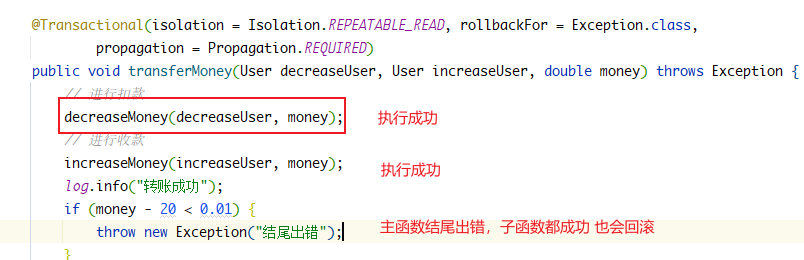 @Transactional(isolation = Isolation.REPEATABLE_READ, rollbackFor = Exception.class,
propagation = Propagation.REQUIRED)
public void transferMoney(User decreaseUser, User increaseUser, double money) throws Exception {
// 进行扣款
decreaseMoney(decreaseUser, money); 执行成功
// 进行收款
increaseMoney(increaseUser, money); 执行成功
log.info("转账成功");
if (money - 20 < 0.01) {
throw new Exception("结尾出错"); 主函数结尾出错，子函数都成功 也会回滚
}